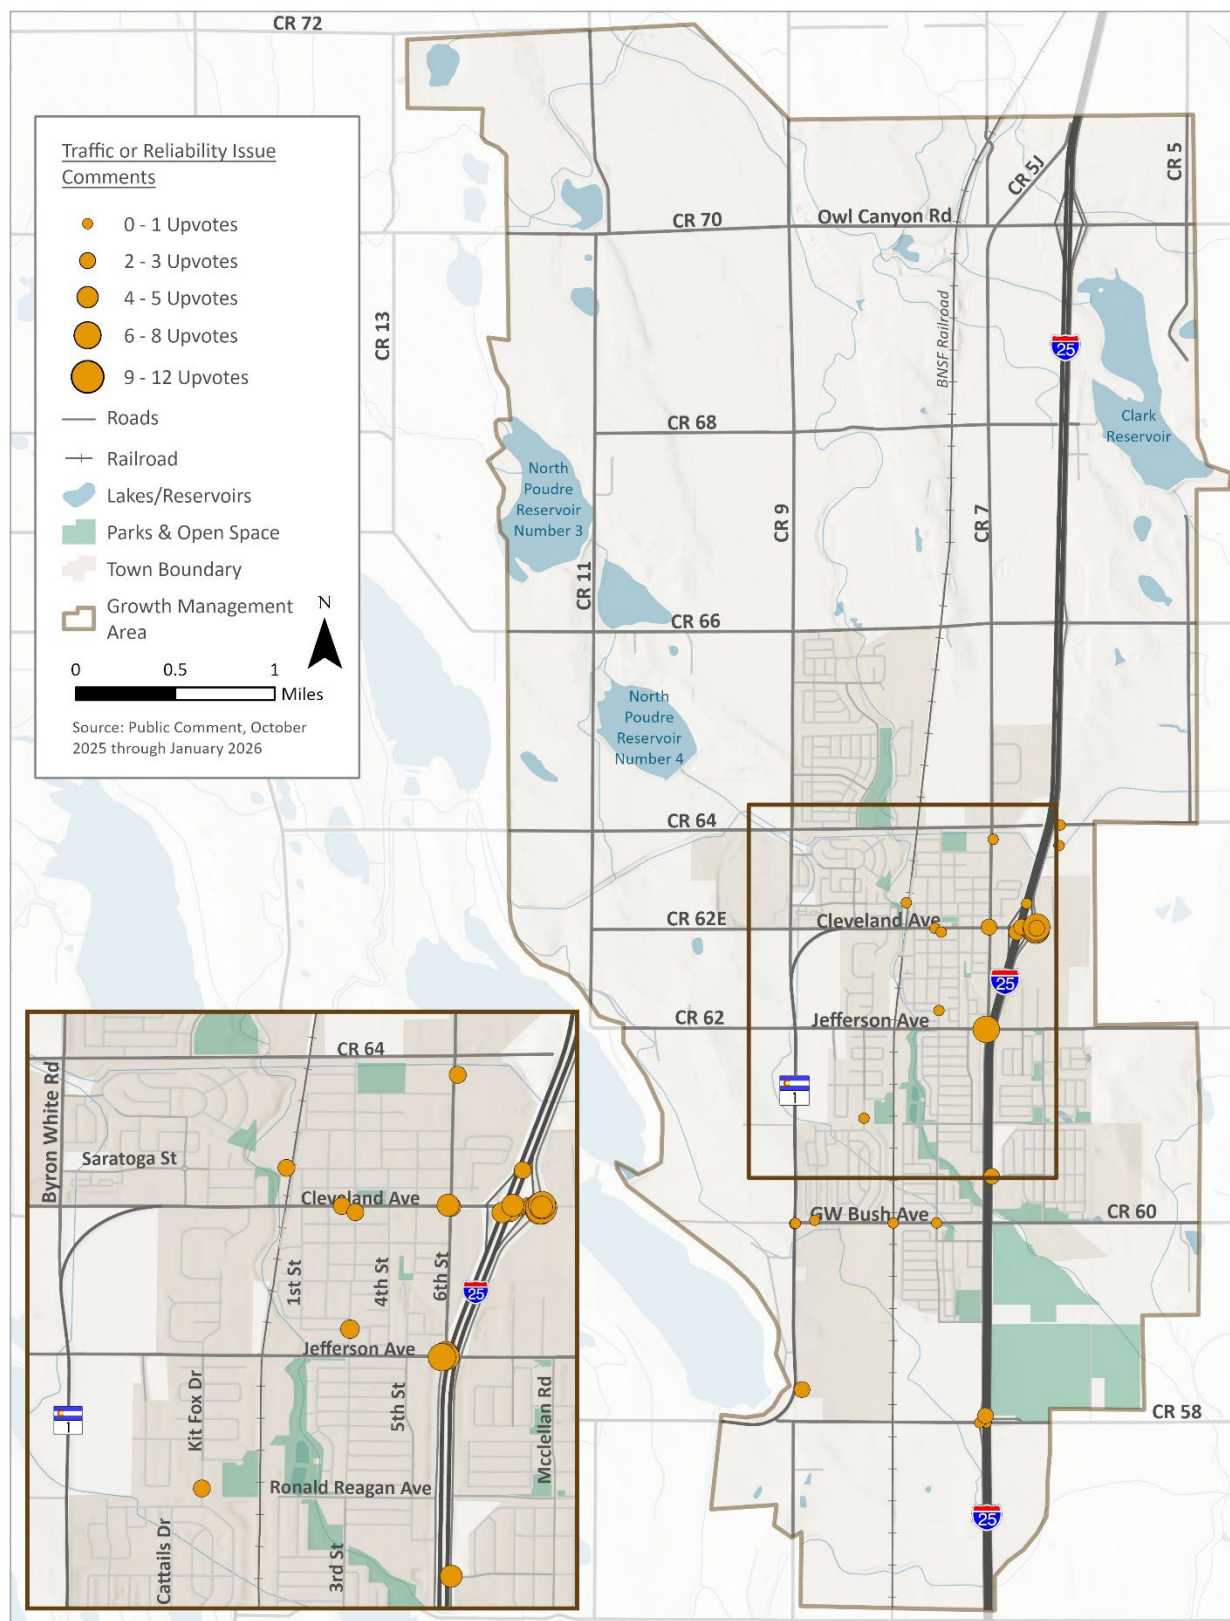 CR 72
Traffic or Reliability Issue
Comments
0 - 1 Upvotes
2 - 3 Upvotes
4 - 5 Upvotes
6 - 8 Upvotes
9 - 12 Upvotes
Roads
Railroad
Lakes/Reservoirs
Parks & Open Space
Town Boundary
Growth Management
Area
N
0 0.5 1
Miles
Source: Public Comment, October
2025 through January 2026
CR 5J
CR 5
CR 70
Owl Canyon Rd
CR 13
BNSF Railroad
25
CR 68
Clark
Reservoir
North
Poudre
Reservoir
Number 3
CR 9
CR 7
CR 11
CR 66
North
Poudre
Reservoir
Number 4
CR 64
CR 62E
Cleveland Ave
25
CR 62
Jefferson Ave
1
GW Bush Ave
CR 60
CR 58
25
CR 64
Byron White Rd
Saratoga St
Cleveland Ave
1st St
4th St
6th St
25
Jefferson Ave
Kit Fox Dr
5th St
Mcclellan Rd
1
Ronald Reagan Ave
Cattails Dr
3rd St